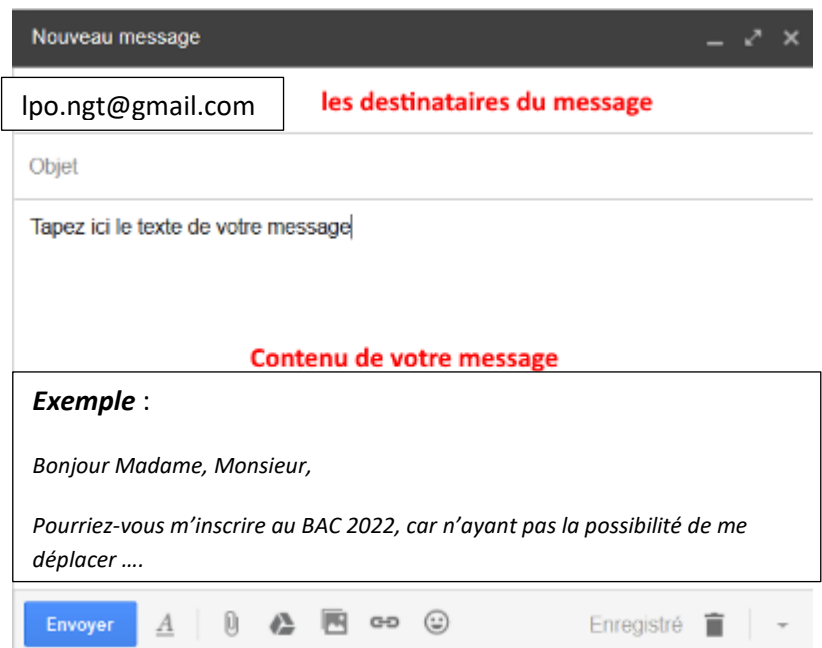 Nouveau message
lpo.ngt@gmail.com
les destinataires du message
Objet
Tapez ici le texte de votre message
Contenu de votre message
Exemple :
Bonjour Madame, Monsieur,
Pourriez-vous m’inscrire au BAC 2022, car n’ayant pas la possibilité de me
déplacer ….
Envoyer A Enregistré